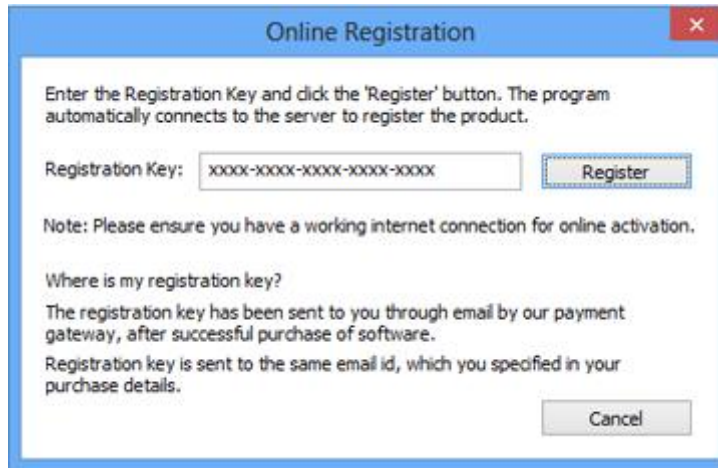 Online Registration
Enter the Registration Key and click the 'Register' button. The program
automatically connects to the server to register the product.
Registration Key: xxxx-xxxx-xxxx-xxxx-xxxx Register
Note: Please ensure you have a working internet connection for online activation.
Where is my registration key?
The registration key has been sent to you through email by our payment
gateway, after successful purchase of software.
Registration key is sent to the same email id, which you specified in your
purchase details.
Cancel